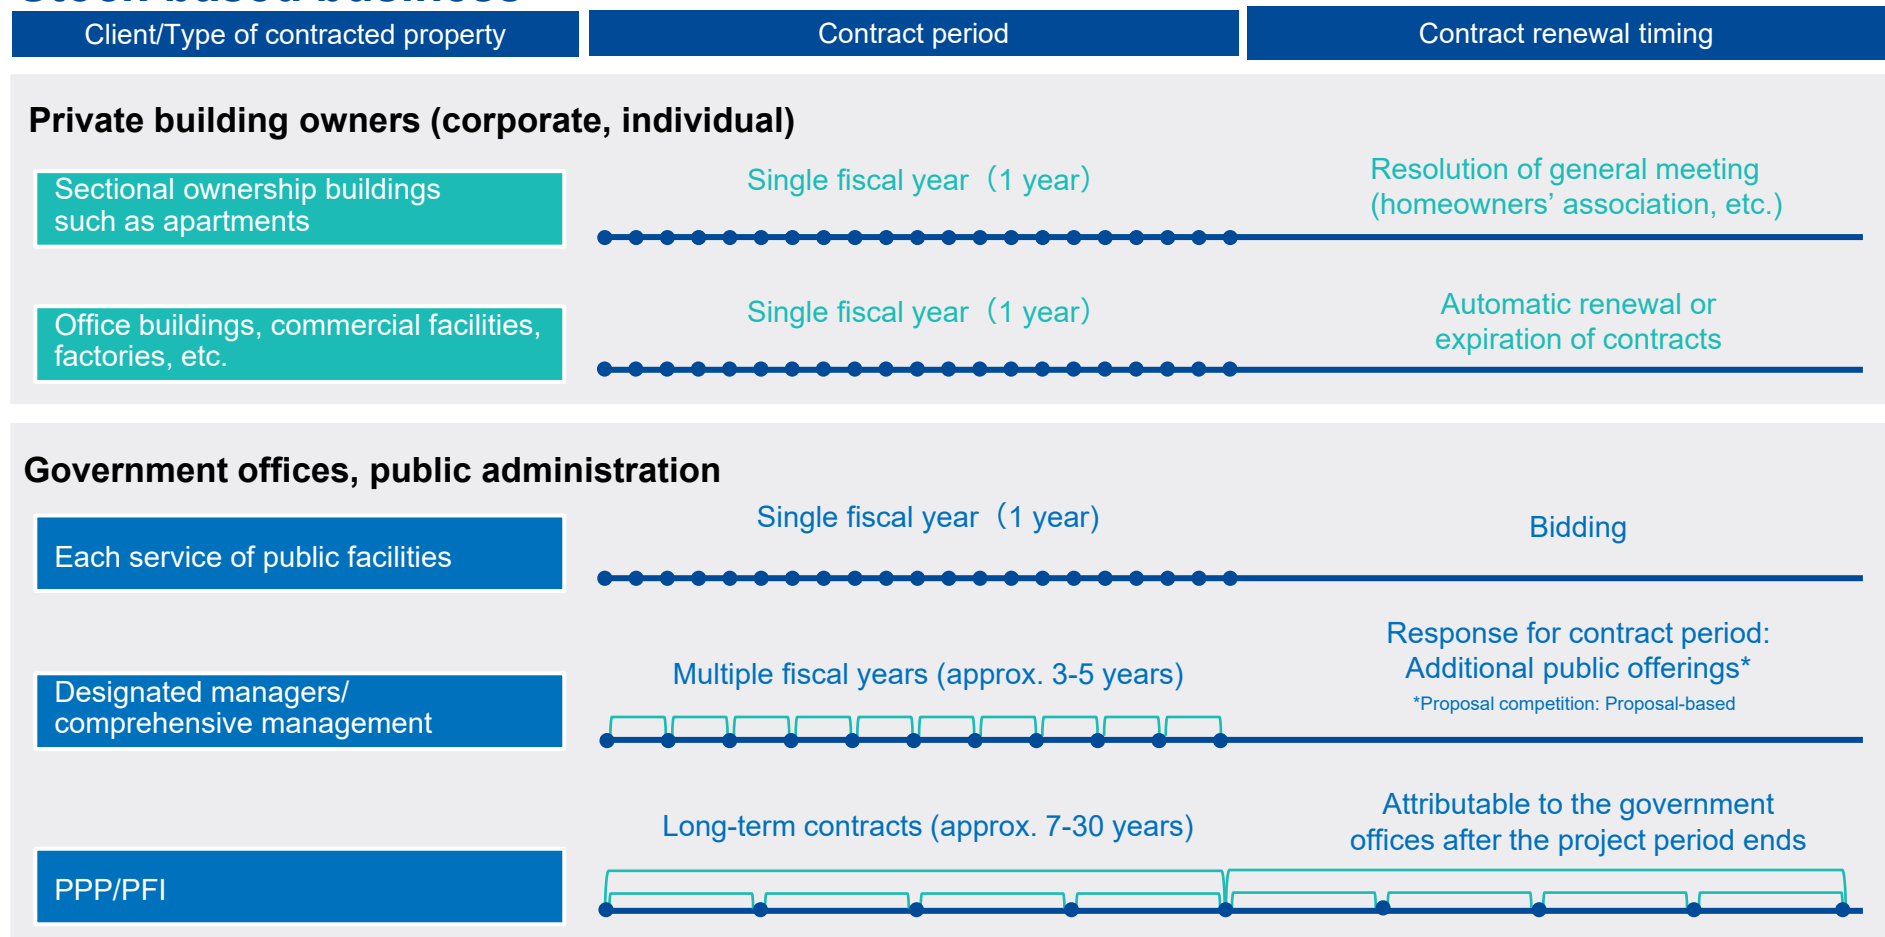 Client/Type of contracted property
Contract period
Contract renewal timing
Private building owners (corporate, individual)
Sectional ownership buildings
such as apartments
Single fiscal year（1 year）
Resolution of general meeting
(homeowners’ association, etc.)
Office buildings, commercial facilities,
factories, etc.
Single fiscal year（1 year）
Automatic renewal or
expiration of contracts
Government offices, public administration
Each service of public facilities
Single fiscal year（1 year)
Bidding
Designated managers/
comprehensive management
Multiple fiscal years (approx. 3-5 years)
Response for contract period:
Additional public offerings*
*Proposal competition: Proposal-based
PPP/PFI
Long-term contracts (approx. 7-30 years)
Attributable to the government
offices after the project period ends